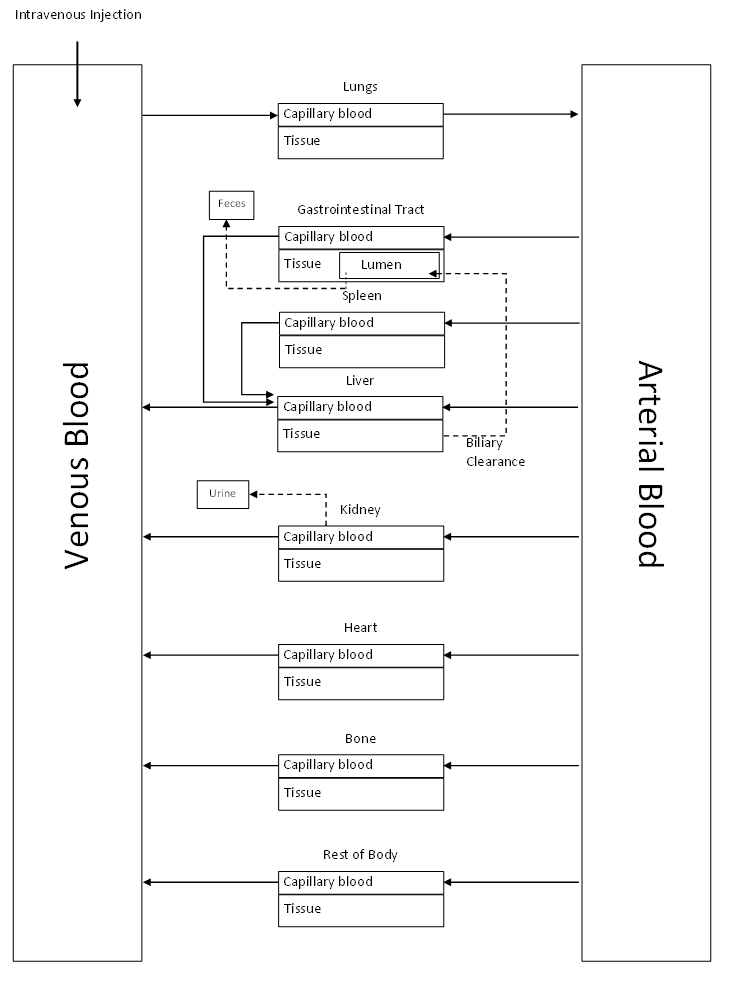 Intravenous Injection
Lungs
Capillary blood
Tissue
Feces
Gastrointestinal Tract
Capillary blood
Tissue
Lumen
Spleen
Capillary blood
Tissue
Liver
Capillary blood
Tissue
Biliary
Clearance
Urine
Kidney
Capillary blood
Tissue
Heart
Capillary blood
Tissue
Bone
Capillary blood
Tissue
Rest of Body
Capillary blood
Tissue
Venous Blood
Arterial Blood